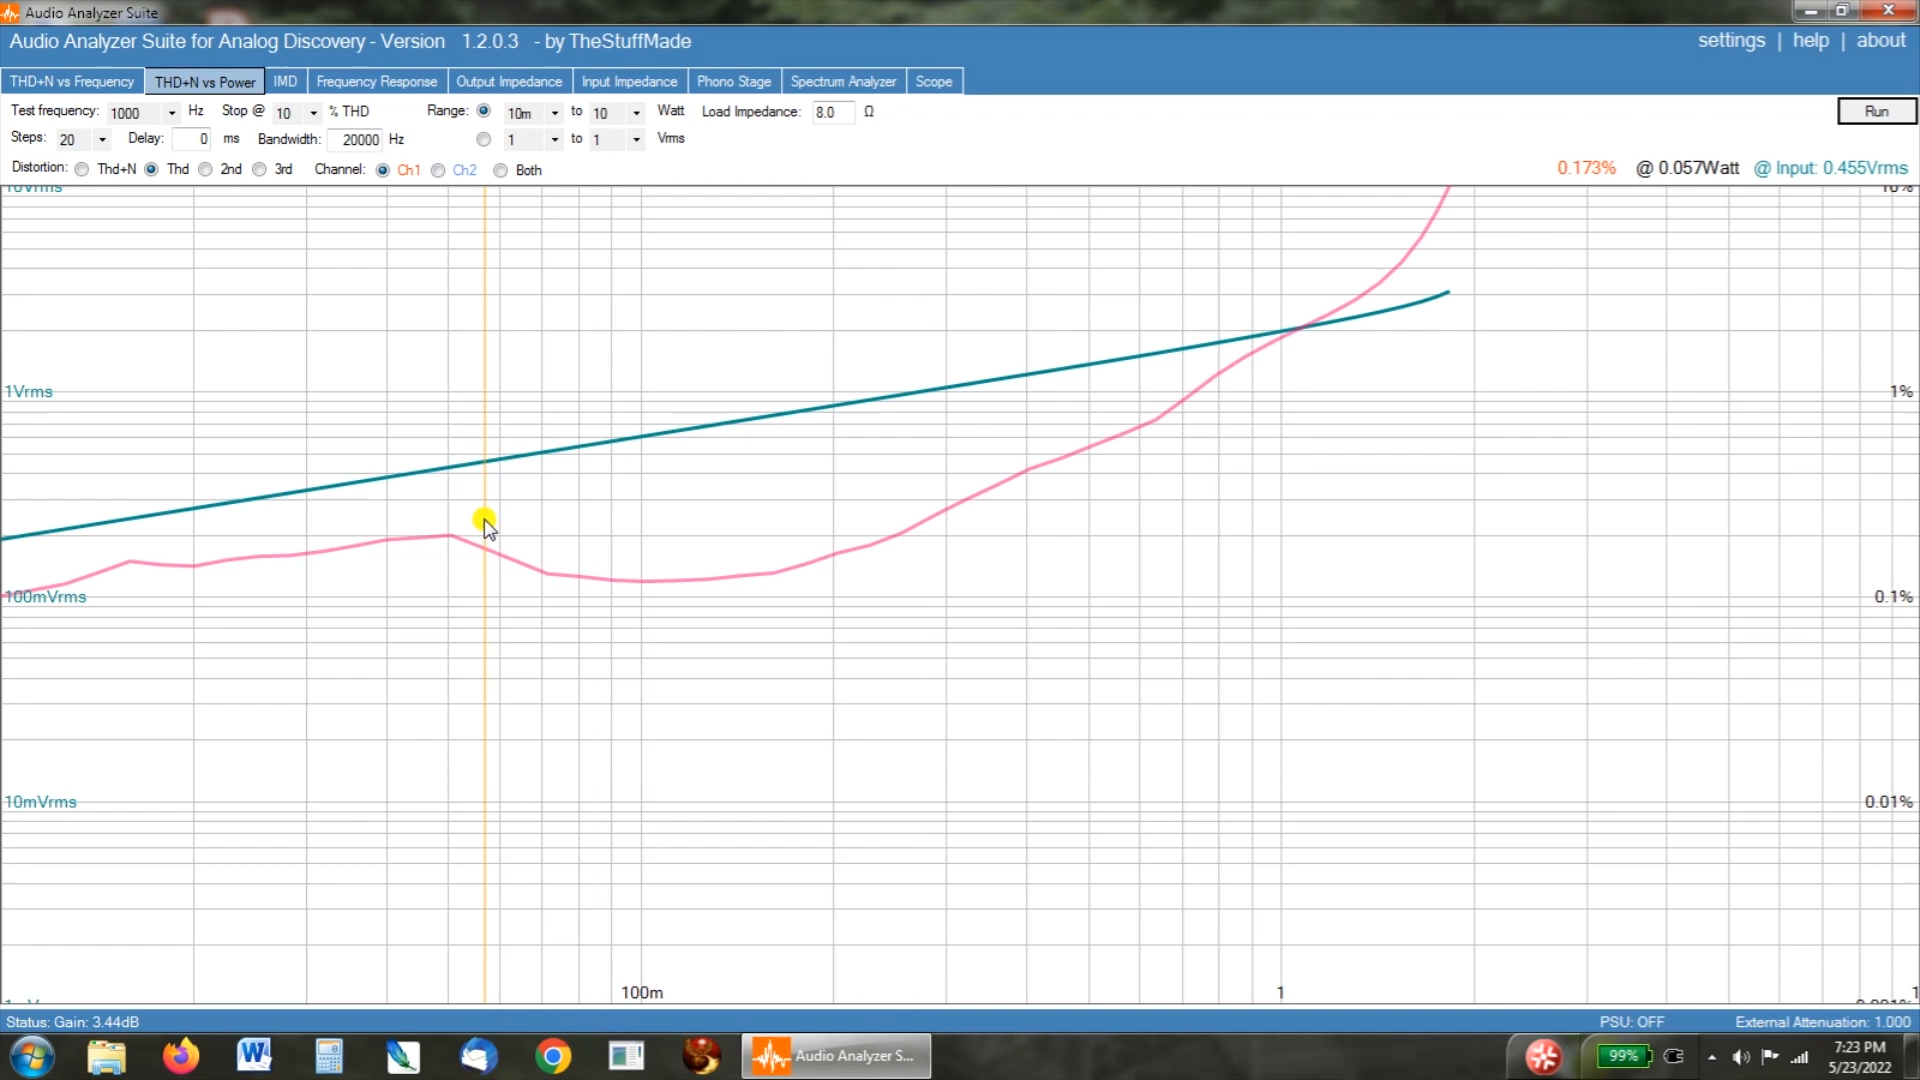 Audio Analyzer Suite
Audio Analyzer Suite for Analog Discovery - Version 1.2.0.3 - by TheStuffMade
settings | help | about
THD+N vs Frequency THD+N vs Power IMD Frequency Response Output Impedance Input Impedance Phono Stage Spectrum Analyzer Scope
Test frequency: 1000 Hz Stop @ 10 % THD Range: 10m to 10 Watt Load Impedance: 8.0 Ω Run
Steps: 20 Delay: 0 ms Bandwidth: 20000 Hz 1 to 1 Vrms
Distortion: Thd+N Thd 2nd 3rd Channel: Ch1 Ch2 Both 0.173% @ 0.057Watt @ Input: 0.455Vrms
10Vrms 10%
1Vrms 1%
100mVrms 0.1%
10mVrms 0.01%
100m 1 1
0.001%
Status: Gain: 3.44dB PSU: OFF External Attenuation: 1.000
Audio Analyzer S...
99%
7:23 PM
5/23/2022